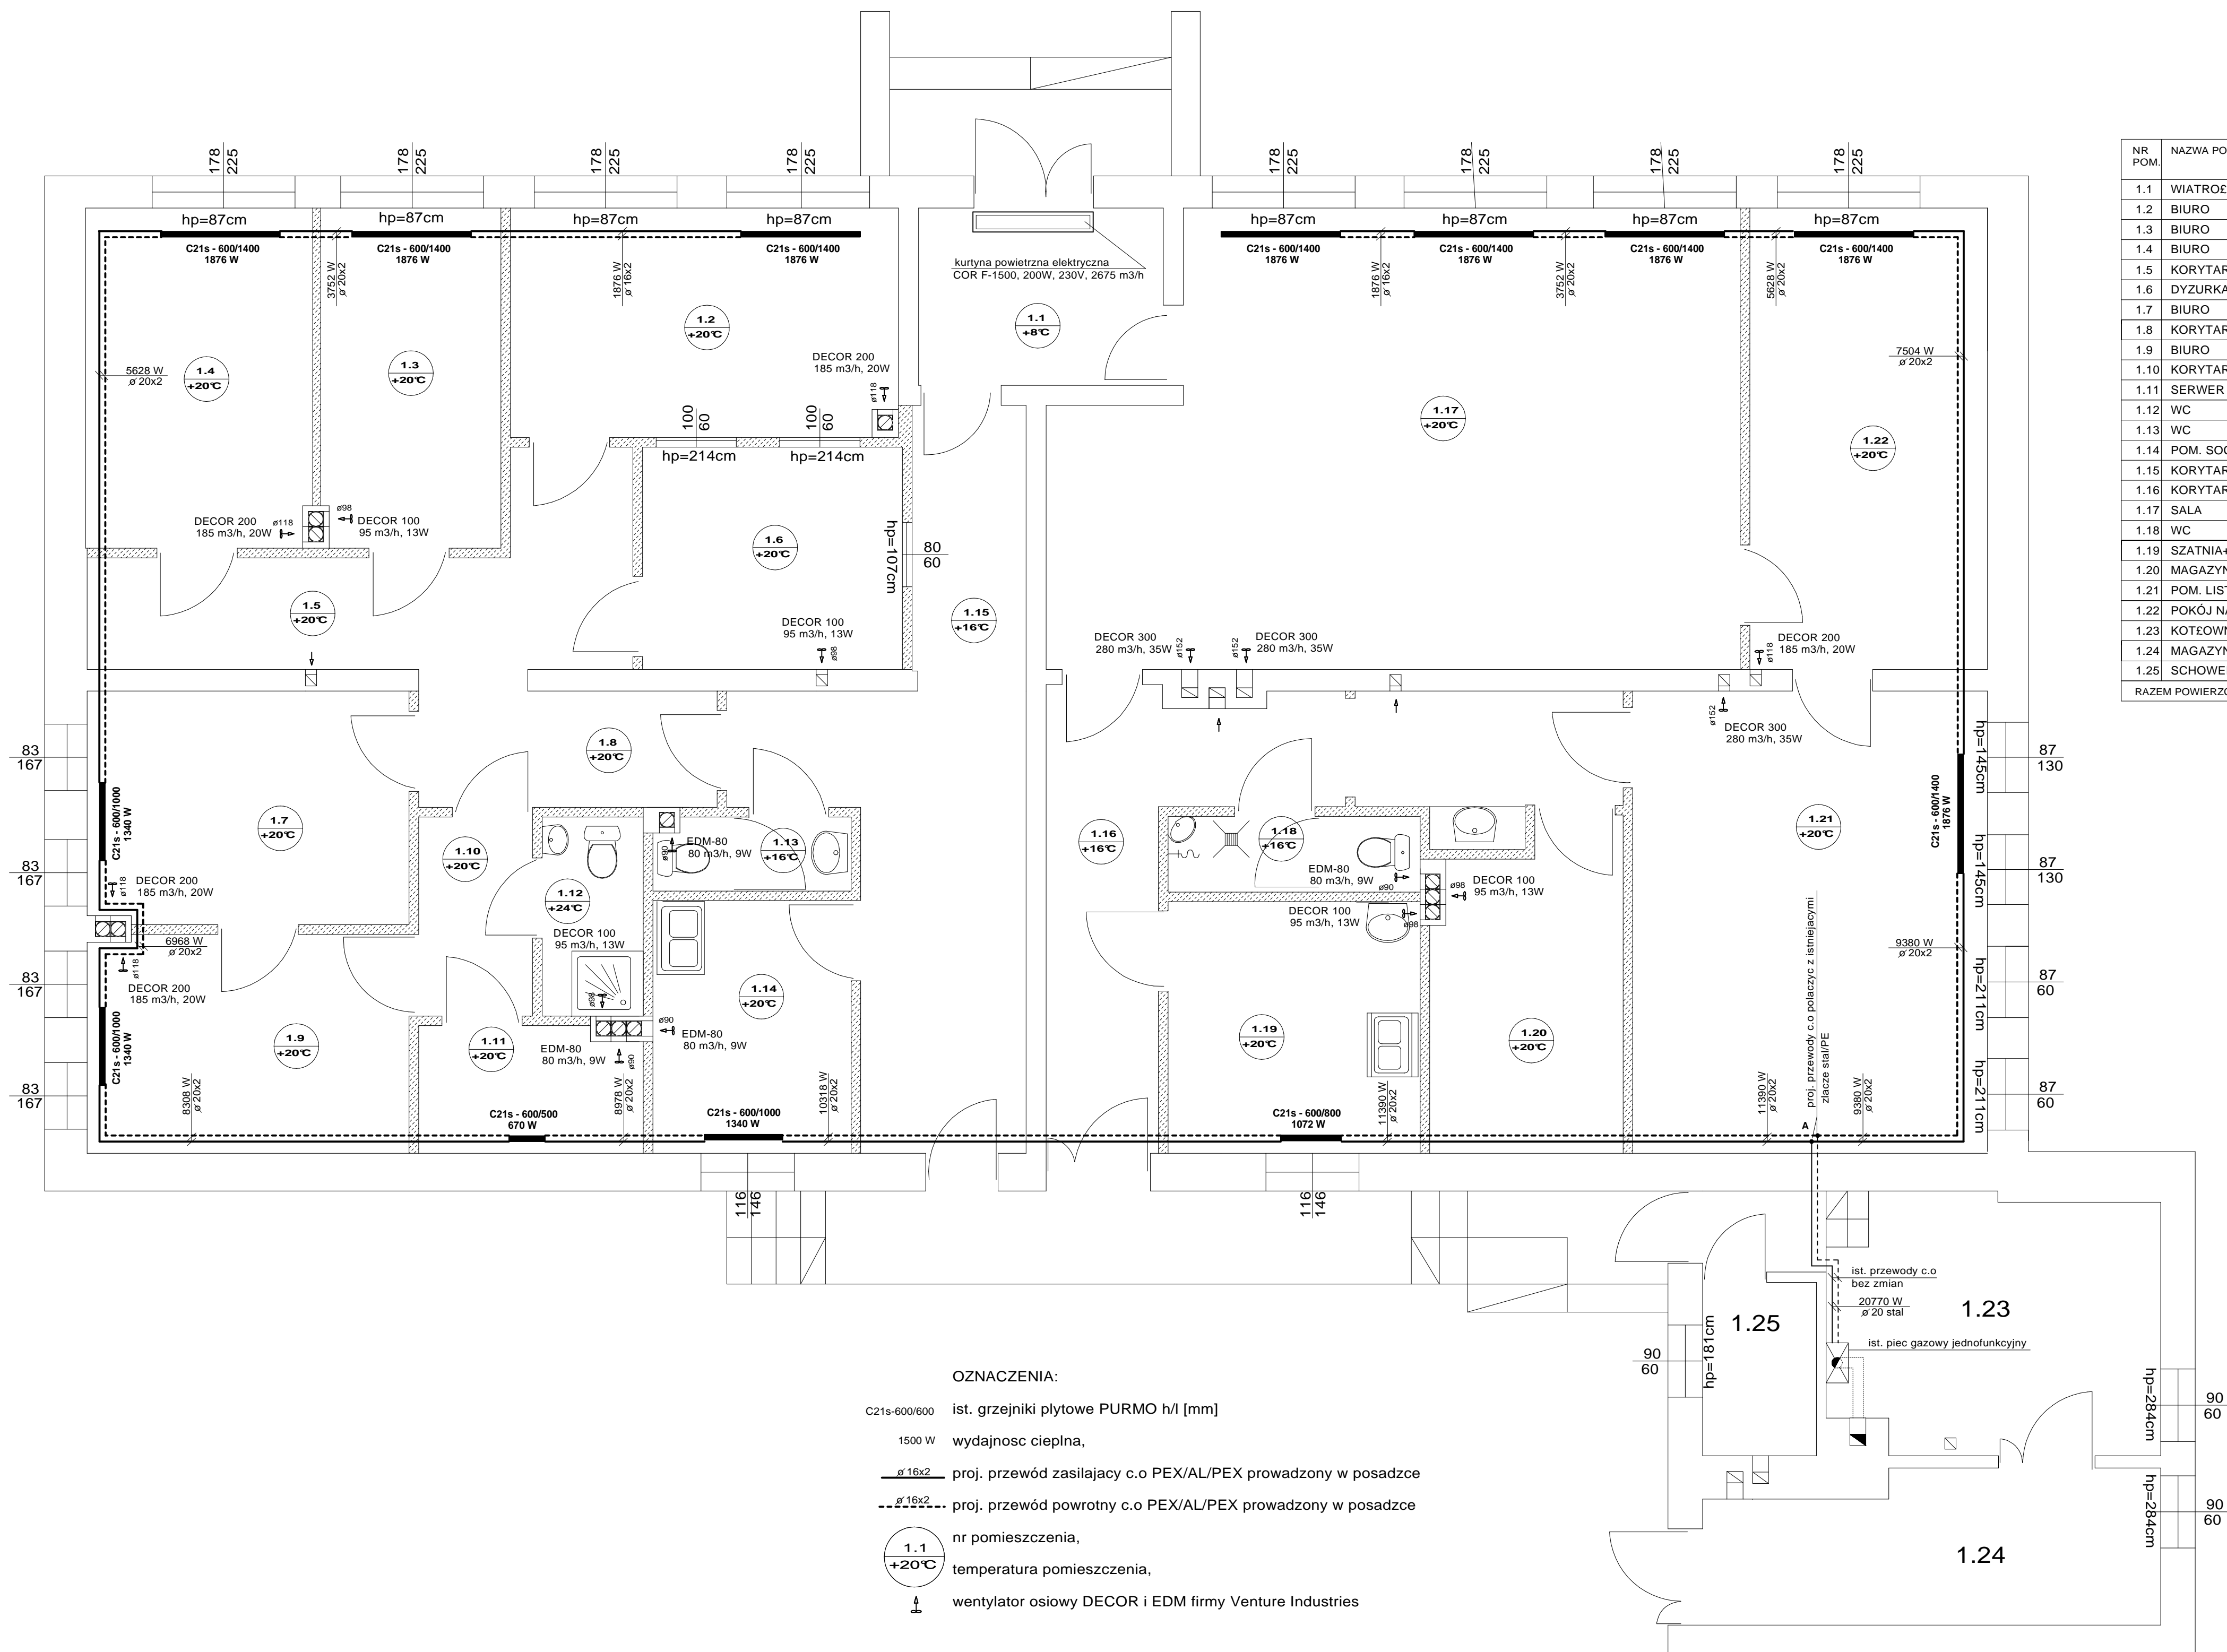 178
225
178
225
178
225
178
225
178
225
178
225
178
225
178
225
hp=87cm
hp=87cm
hp=87cm
hp=87cm
hp=87cm
hp=87cm
hp=87cm
hp=87cm
C21s - 600/1400
1876 W
C21s - 600/1400
1876 W
C21s - 600/1400
1876 W
C21s - 600/1400
1876 W
C21s - 600/1400
1876 W
C21s - 600/1400
1876 W
C21s - 600/1400
1876 W
3752 W
ø 20x2
1876 W
ø 16x2
1876 W
ø 16x2
3752 W
ø 20x2
5628 W
ø 20x2
kurtyna powietrzna elektryczna
COR F-1500, 200W, 230V, 2675 m3/h
1.1
+8°C
1.2
+20°C
1.3
+20°C
1.4
+20°C
5628 W
ø 20x2
DECOR 200
185 m3/h, 20W
ø118
7504 W
ø 20x2
1.17
+20°C
1.22
+20°C
100
60
100
60
hp=214cm
hp=214cm
DECOR 200
185 m3/h, 20W
ø118
ø98
DECOR 100
95 m3/h, 13W
1.6
+20°C
hp=107cm
80
60
1.5
+20°C
1.15
+16°C
DECOR 100
95 m3/h, 13W
ø98
DECOR 300
280 m3/h, 35W
ø152
ø152
DECOR 300
280 m3/h, 35W
ø118
DECOR 200
185 m3/h, 20W
ø152
DECOR 300
280 m3/h, 35W
83
167
83
167
83
167
83
167
C21s - 600/1000
1340 W
1.7
+20°C
1.8
+20°C
1.10
+20°C
1.12
+24°C
EDM-80
80 m3/h, 9W
ø90
1.13
+16°C
1.16
+16°C
1.18
+16°C
EDM-80
80 m3/h, 9W
ø90
ø98
DECOR 100
95 m3/h, 13W
DECOR 100
95 m3/h, 13W
ø98
1.21
+20°C
C21s - 600/1400
1876 W
hp=145cm
87
130
hp=145cm
87
130
hp=211cm
87
60
hp=211cm
87
60
DECOR 200
185 m3/h, 20W
ø118
6968 W
ø 20x2
ø118
DECOR 200
185 m3/h, 20W
C21s - 600/1000
1340 W
1.9
+20°C
8308 W
ø 20x2
1.11
+20°C
DECOR 100
95 m3/h, 13W
ø98
ø90
EDM-80
80 m3/h, 9W
EDM-80
80 m3/h, 9W
ø90
1.14
+20°C
C21s - 600/500
670 W
8978 W
ø 20x2
C21s - 600/1000
1340 W
10318 W
ø 20x2
1.19
+20°C
C21s - 600/800
1072 W
11390 W
ø 20x2
1.20
+20°C
9380 W
ø 20x2
proj. przewody c.o polaczyc z istniejacymi
zlacze stal/PE
11390 W
ø 20x2
9380 W
ø 20x2
A
116
146
116
146
ist. przewody c.o
bez zmian
20770 W
ø 20 stal
ist. piec gazowy jednofunkcyjny
1.23
1.25
1.24
90
60
hp=181cm
hp=284cm
90
60
hp=284cm
90
60
OZNACZENIA:
C21s-600/600 ist. grzejniki plytowe PURMO h/l [mm]
1500 W wydajnosc cieplna,
ø 16x2 proj. przewód zasilajacy c.o PEX/AL/PEX prowadzony w posadzce
ø 16x2 proj. przewód powrotny c.o PEX/AL/PEX prowadzony w posadzce
1.1
+20°C
nr pomieszczenia,
temperatura pomieszczenia,
wentylator osiowy DECOR i EDM firmy Venture Industries
NR POM. NAZWA PO
1.1 WIATRO£
1.2 BIURO
1.3 BIURO
1.4 BIURO
1.5 KORYTAR
1.6 DYZURKA
1.7 BIURO
1.8 KORYTAR
1.9 BIURO
1.10 KORYTAR
1.11 SERWER
1.12 WC
1.13 WC
1.14 POM. SOC
1.15 KORYTAR
1.16 KORYTAR
1.17 SALA
1.18 WC
1.19 SZATNIA+
1.20 MAGAZYN
1.21 POM. LIST
1.22 POKÓJ NA
1.23 KOT£OWN
1.24 MAGAZYN
1.25 SCHOWE
RAZEM POWIERZC